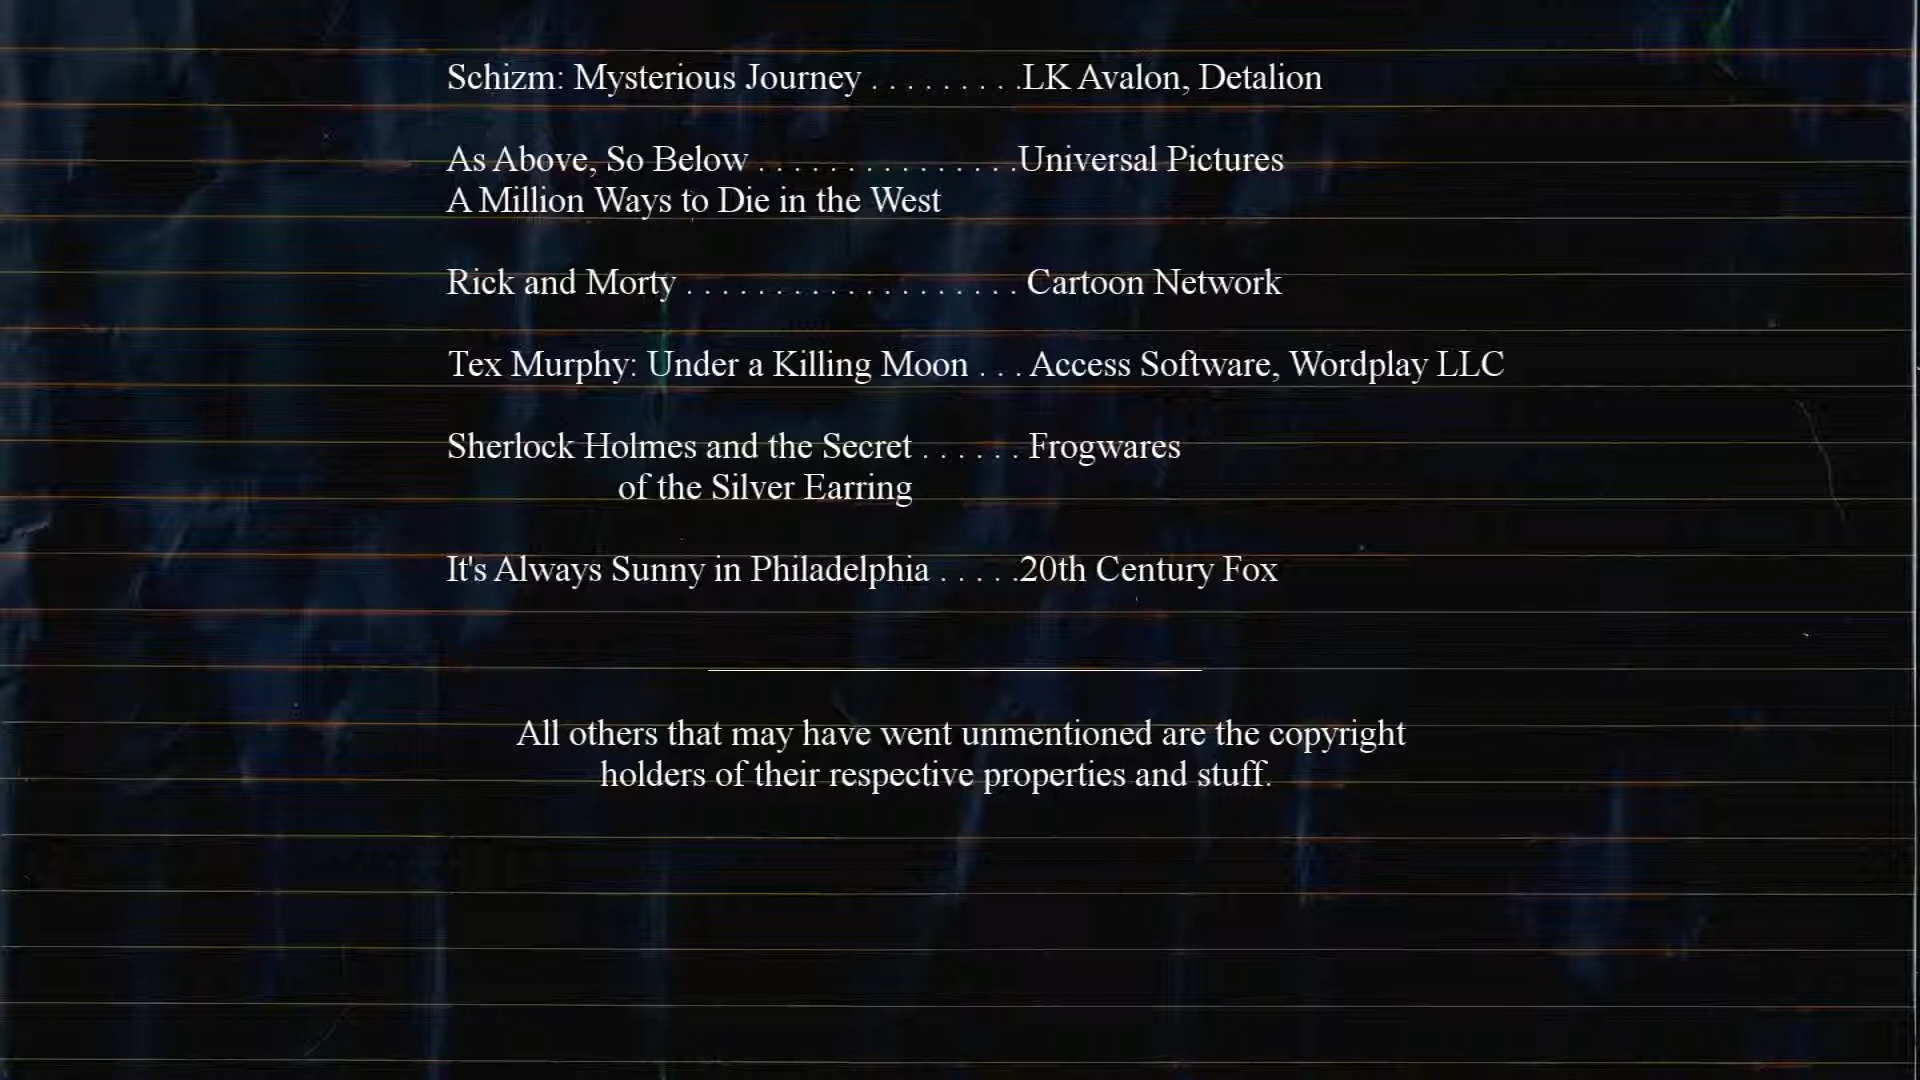 Schizm: Mysterious Journey . . . . . . . . .LK Avalon, Detalion
As Above, So Below . . . . . . . . . . . . . . .Universal Pictures
A Million Ways to Die in the West
Rick and Morty . . . . . . . . . . . . . . . . . . . Cartoon Network
Tex Murphy: Under a Killing Moon . . . Access Software, Wordplay LLC
Sherlock Holmes and the Secret . . . . . . Frogwares
of the Silver Earring
It's Always Sunny in Philadelphia . . . . .20th Century Fox
All others that may have went unmentioned are the copyright
holders of their respective properties and stuff.